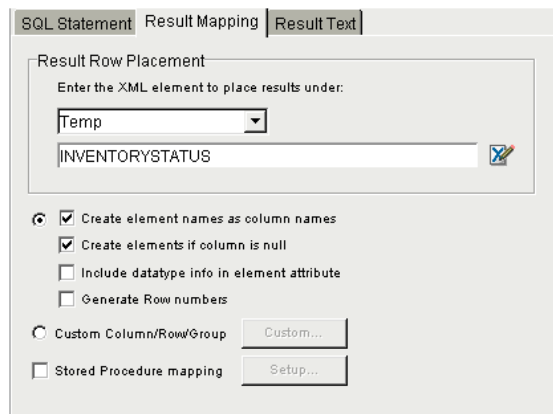 SQL Statement Result Mapping Result Text
Result Row Placement
Enter the XML element to place results under:
Temp
INVENTORYSTATUS
Create element names as column names
Create elements if column is null
Include datatype info in element attribute
Generate Row numbers
Custom Column/Row/Group Custom...
Stored Procedure mapping Setup...